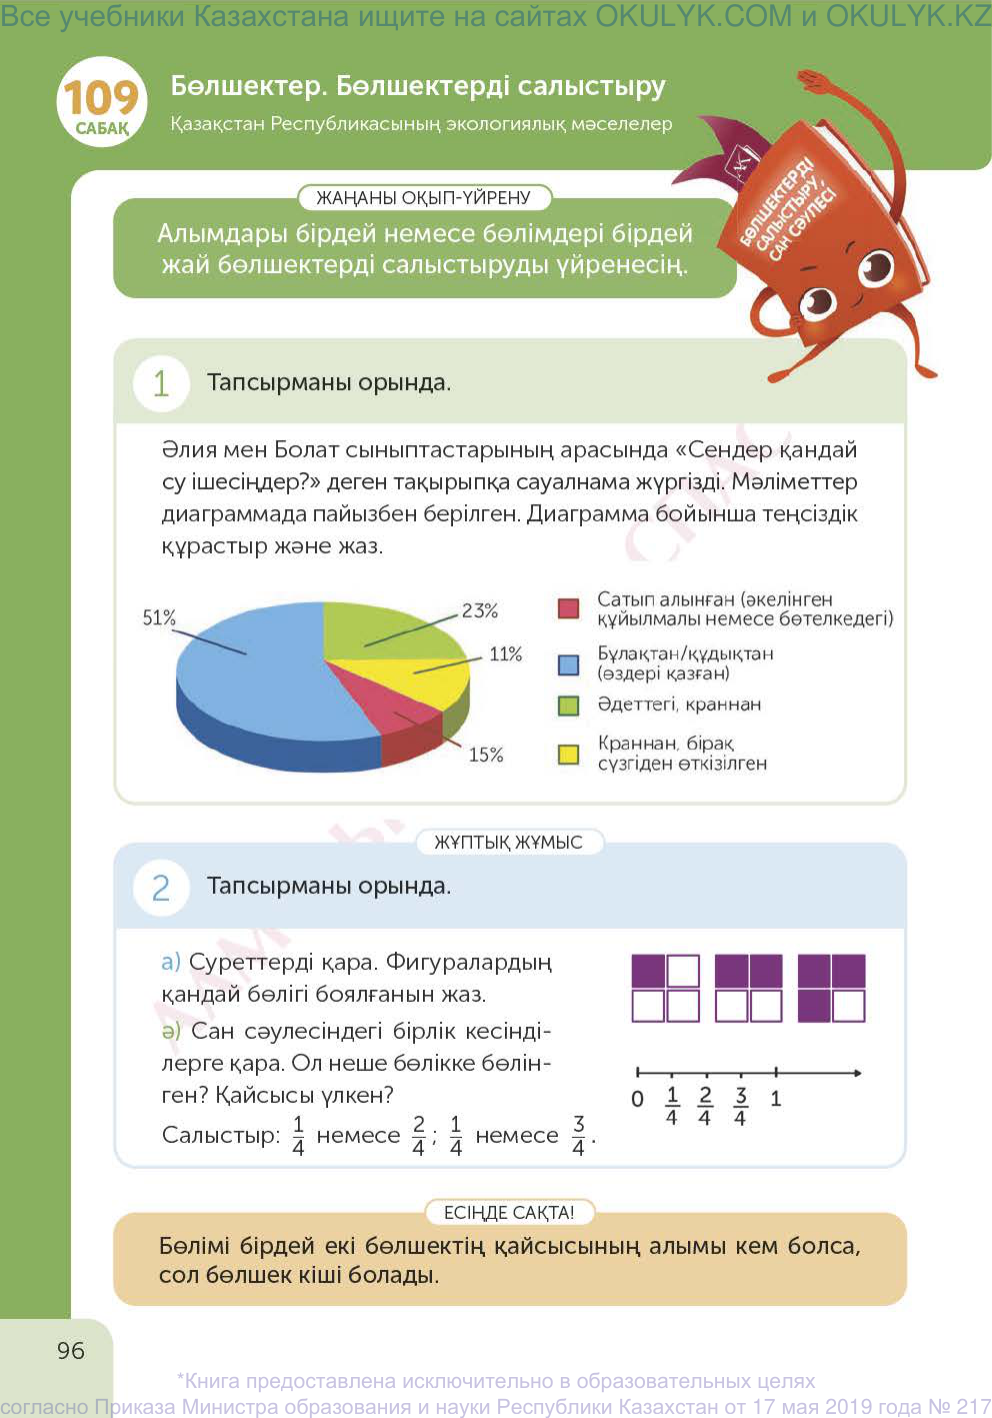 Все учебники Казахстана ищите на сайтах OKULYK.COM и OKULYK.KZ
109
САБАҚ
Бөлшектер. Бөлшектерді салыстыру
Қазақстан Республикасының экологиялық мәселелер
БӨЛШЕКТЕРДІ
САЛЫСТЫРУ,
САН СӘУЛЕСІ
ЖАҢАНЫ ОҚЫП-ҮЙРЕНУ
Алымдары бірдей немесе бөлімдері бірдей
жай бөлшектерді салыстыруды үйренесің.
1
Тапсырманы орында.
Әлия мен Болат сыныптастарының арасында «Сендер қандай
су ішесіңдер?» деген тақырыпқа сауалнама жүргізді. Мәліметтер
диаграммада пайызбен берілген. Диаграмма бойынша теңсіздік
құрастыр және жаз.
51%
23%
11%
15%
Сатып алынған (әкелінген
құйылмалы немесе бөтелкедегі)
Бұлақтан/құдықтан
(өздері қазған)
Әдеттегі, краннан
Краннан, бірақ
сүзгіден өткізілген
ЖҰПТЫҚ ЖҰМЫС
2
Тапсырманы орында.
а) Суреттерді қара. Фигуралардың
қандай бөлігі боялғанын жаз.
ә) Сан сәулесіндегі бірлік кесінді-
лерге қара. Ол неше бөлікке бөлін-
ген? Қайсысы үлкен?
Салыстыр: 1/4 немесе 2/4; 1/4 немесе 3/4.
0 1/4 2/4 3/4 1
ЕСІҢДЕ САҚТА!
Бөлімі бірдей екі бөлшектің қайсысының алымы кем болса,
сол бөлшек кіші болады.
96
*Книга предоставлена исключительно в образовательных целях
согласно Приказа Министра образования и науки Республики Казахстан от 17 мая 2019 года № 217